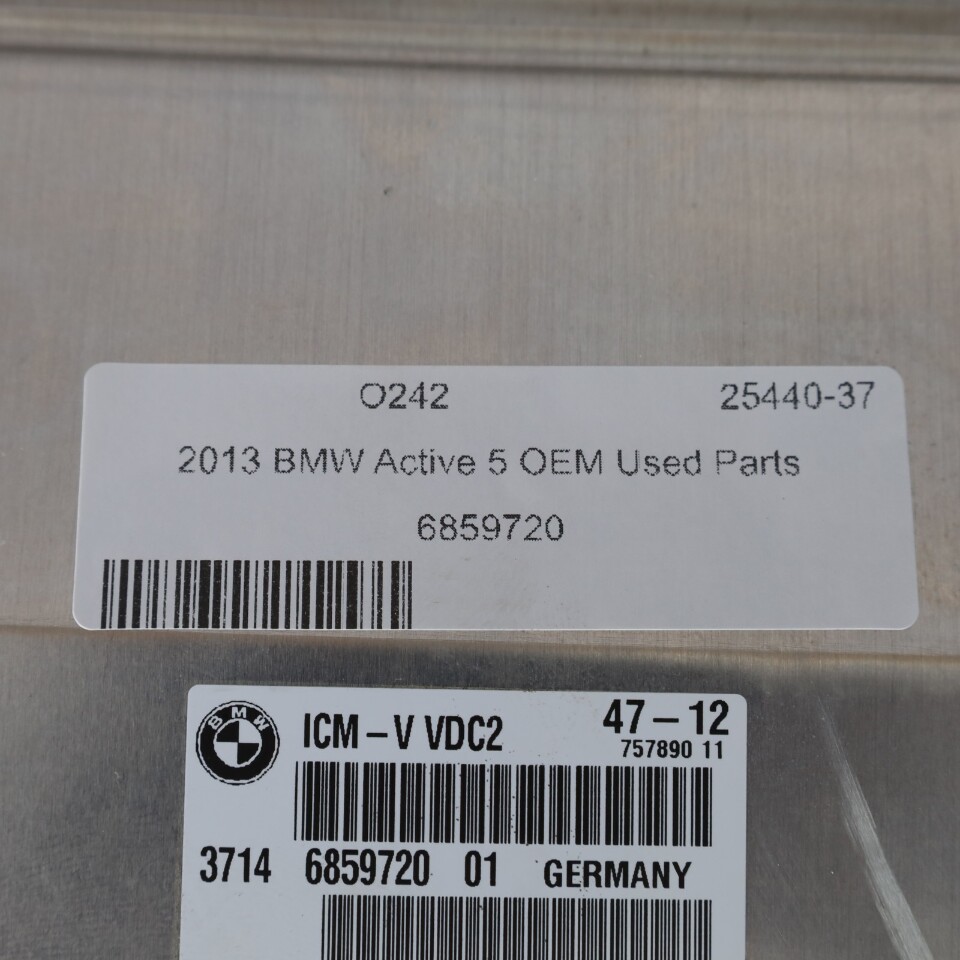 O242 25440-37
2013 BMW Active 5 OEM Used Parts
6859720
BMW ICM-V VDC2 47-12
757890 11
3714 6859720 01 GERMANY